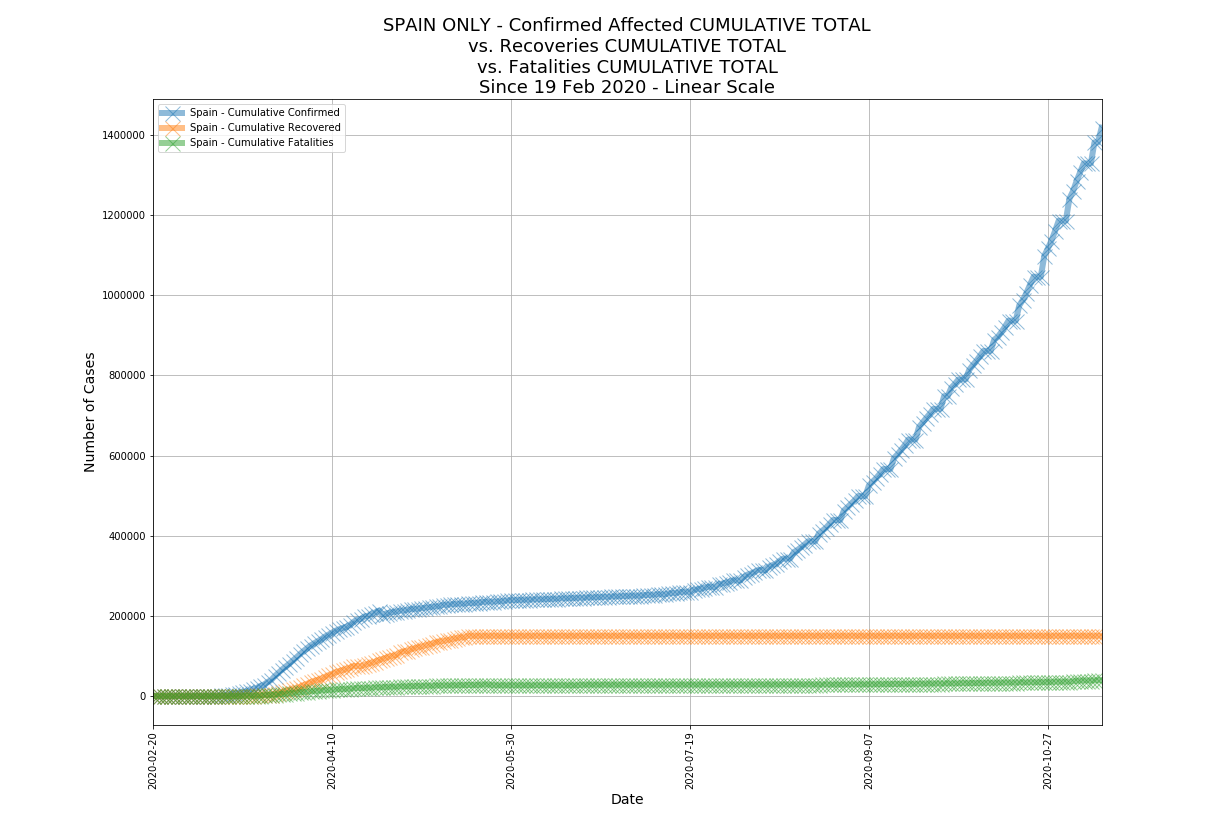 SPAIN ONLY - Confirmed Affected CUMULATIVE TOTAL
vs. Recoveries CUMULATIVE TOTAL
vs. Fatalities CUMULATIVE TOTAL
Since 19 Feb 2020 - Linear Scale
Spain - Cumulative Confirmed
Spain - Cumulative Recovered
Spain - Cumulative Fatalities
Number of Cases
1400000
1200000
1000000
800000
600000
400000
200000
0
2020-02-20
2020-04-10
2020-05-30
2020-07-19
2020-09-07
2020-10-27
Date